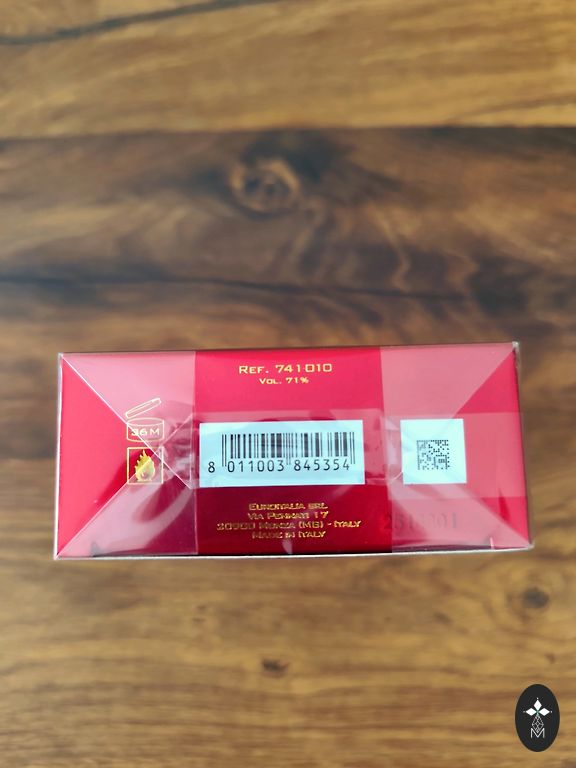 REF. 741010
VOL. 71%
36M
8 011003 845354
EUROITALIA SRL
VIA PENNATI 17
20900 MONZA (MB) - ITALY
MADE IN ITALY
M